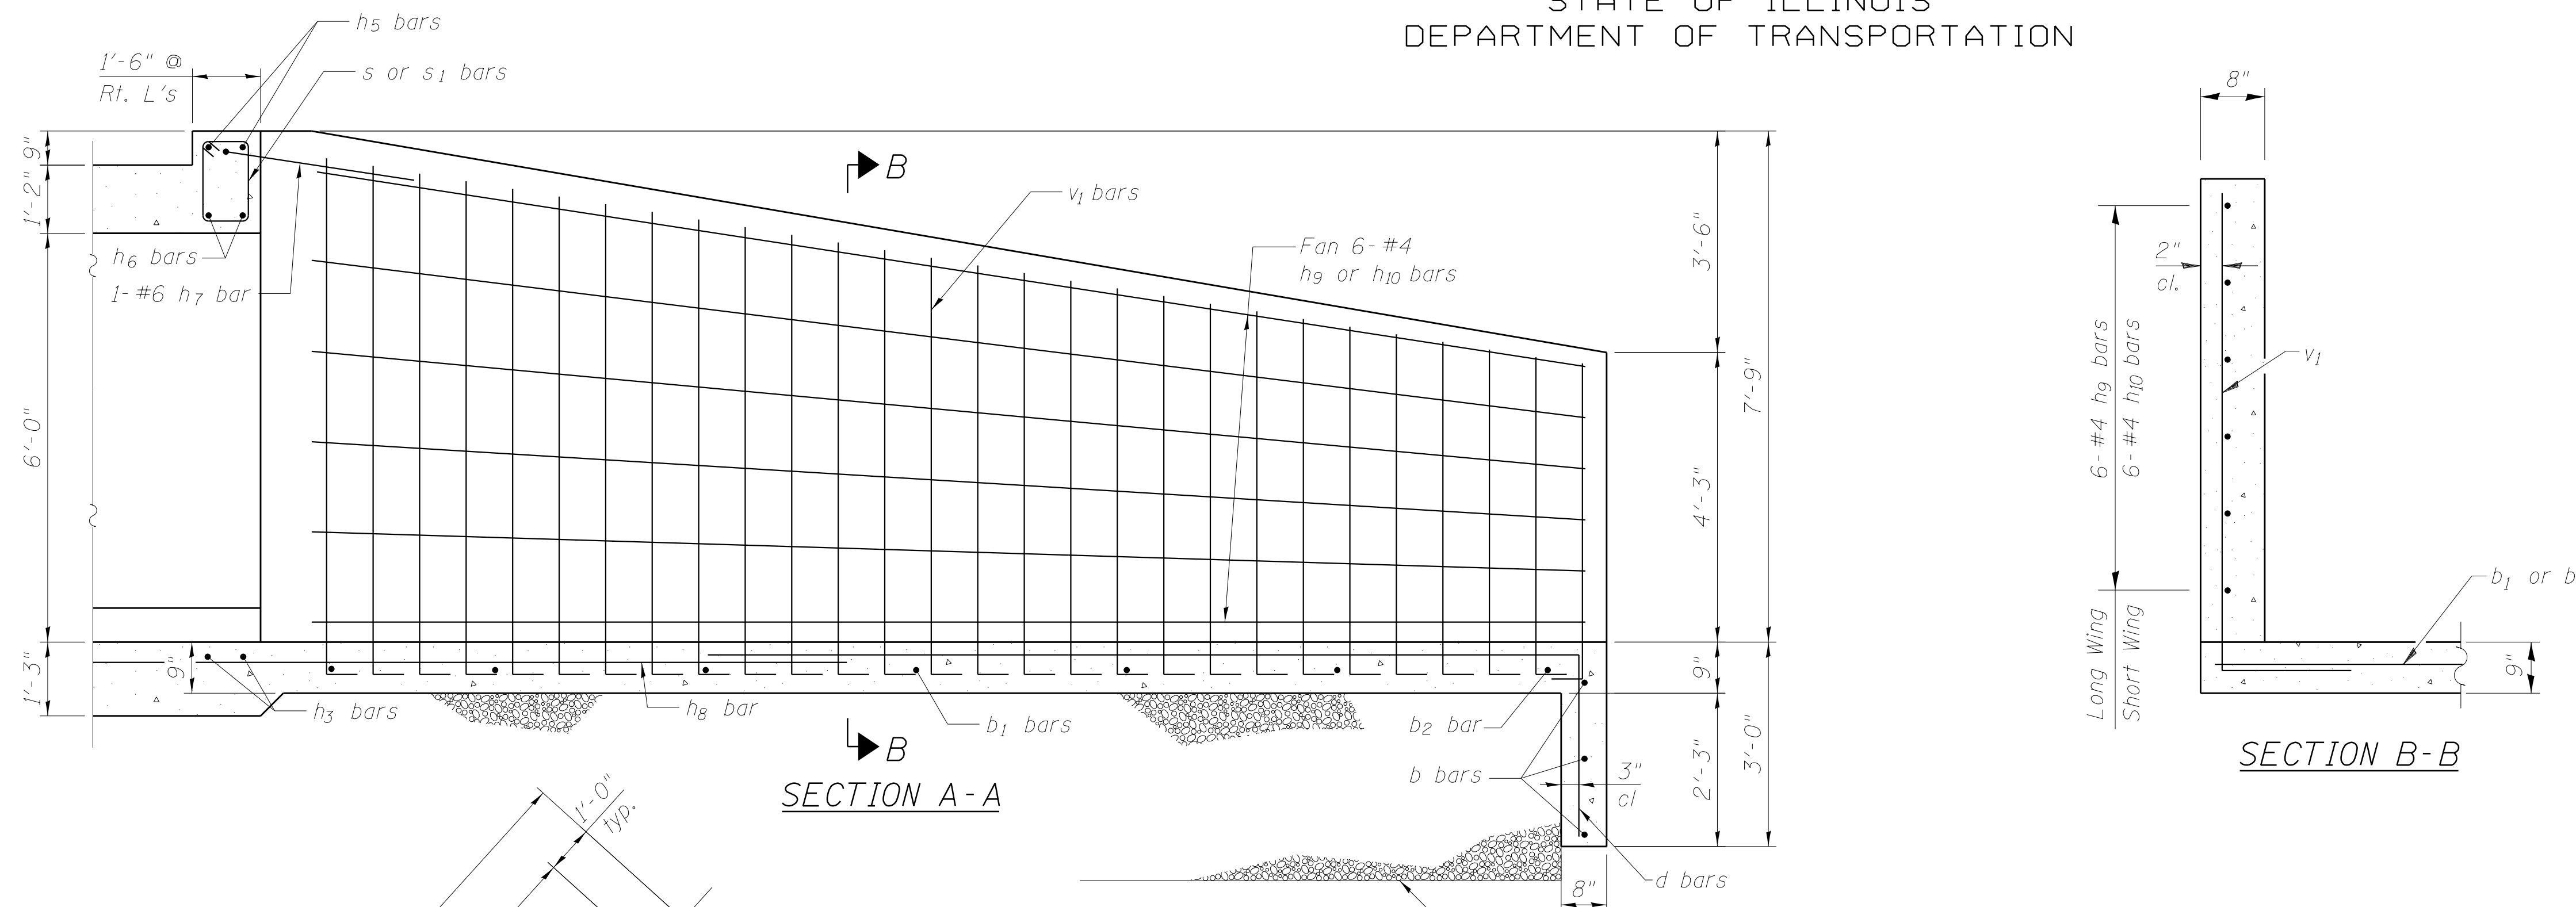 STATE OF ILLINOIS
DEPARTMENT OF TRANSPORTATION
h5 bars
1'-6" @
Rt. L's
s or s1 bars
9"
1'-2"
6'-0"
1'-3"
h6 bars
1-#6 h7 bar
B
v1 bars
Fan 6-#4
h9 or h10 bars
3'-6"
7'-9"
4'-3"
9"
h3 bars
h8 bar
B
b1 bars
b2 bar
b bars
3"
cl
9"
2'-3"
3'-0"
d bars
8"
SECTION A-A
1'-0"
typ.
8"
2"
cl.
6-#4 h9 bars
6-#4 h10 bars
Long Wing
Short Wing
v1
b1 or b
9"
SECTION B-B